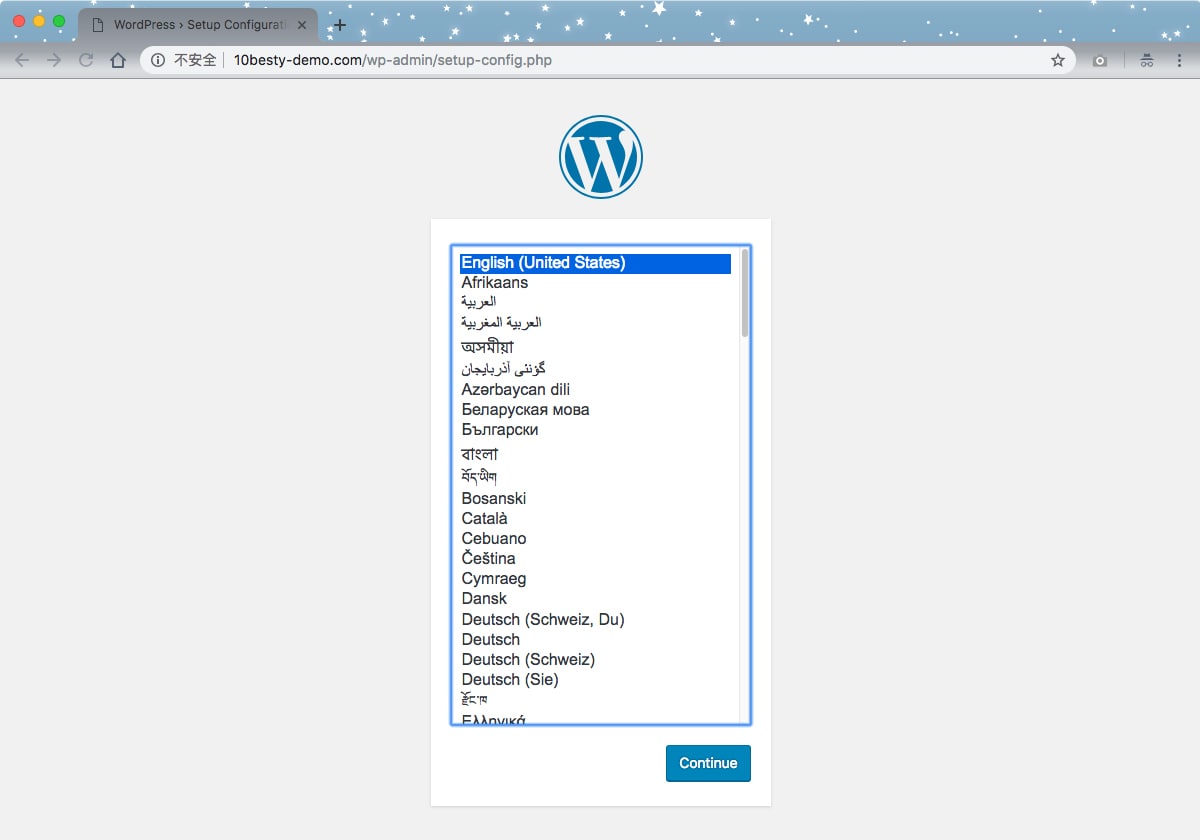 WordPress › Setup Configurati
不安全
10besty-demo.com/wp-admin/setup-config.php
English (United States)
Afrikaans
العربية
العربية المغربية
অসমীয়া
گؤنئی آذربایجان
Azərbaycan dili
Беларуская мова
Български
বাংলা
བོད་ཡིག
Bosanski
Català
Cebuano
Čeština
Cymraeg
Dansk
Deutsch (Schweiz, Du)
Deutsch
Deutsch (Schweiz)
Deutsch (Sie)
རྫོང་ཁ
Ελληνικά
Continue